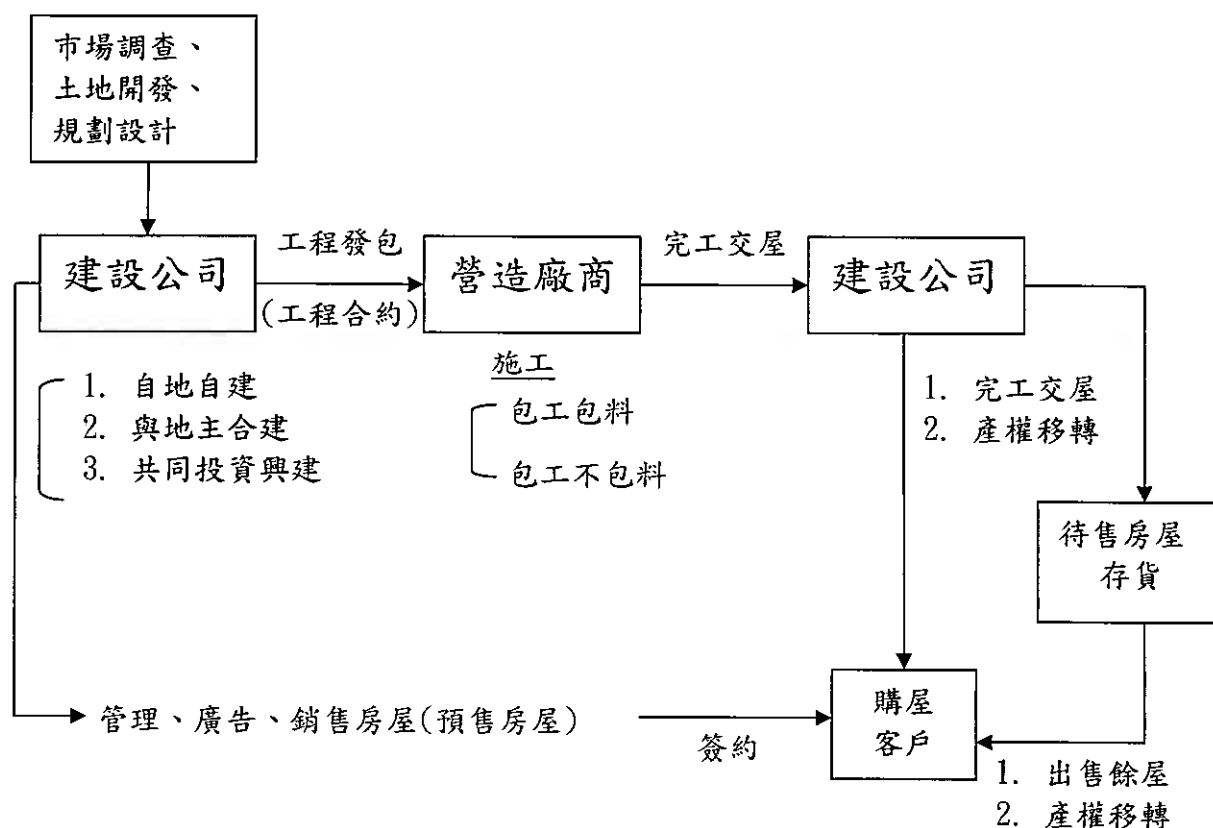 市場調查、
土地開發、
規劃設計
建設公司
工程發包
(工程合約)
營造廠商
完工交屋
建設公司
1. 自地自建
2. 與地主合建
3. 共同投資興建
施工
包工包料
包工不包料
1. 完工交屋
2. 產權移轉
待售房屋
存貨
管理、廣告、銷售房屋(預售房屋)
簽約
購屋
客戶
1. 出售餘屋
2. 產權移轉